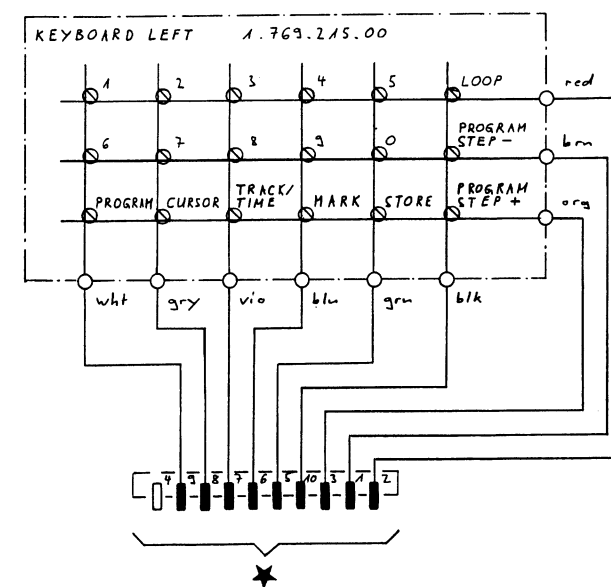 KEYBOARD LEFT 1.769.215.00
1 2 3 4 5 LOOP red
6 7 8 9 0 PROGRAM STEP- brn
PROGRAM CURSOR TRACK/ TIME MARK STORE PROGRAM STEP + org
wht gry vio blu grn blk
4 9 8 7 6 5 10 3 1 2